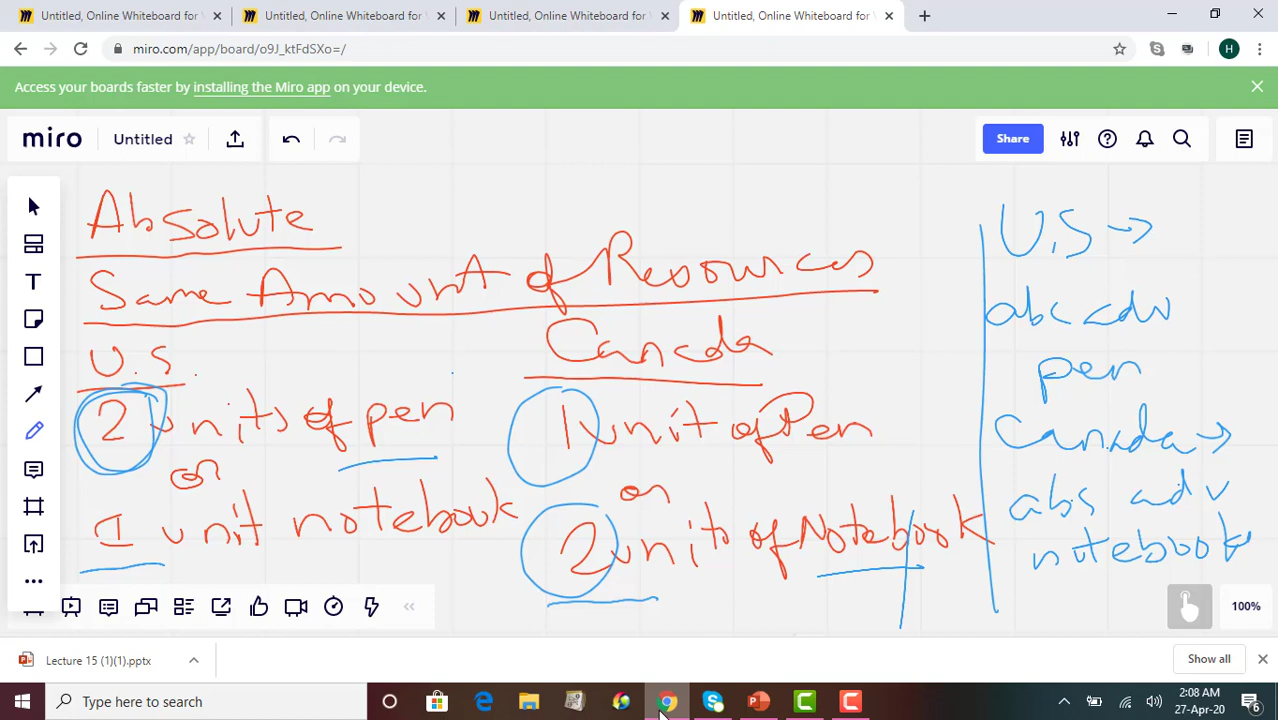 Untitled, Online Whiteboard for V
Untitled, Online Whiteboard for V
Untitled, Online Whiteboard for V
Untitled, Online Whiteboard for V
miro.com/app/board/o9J_ktFdSXo=/
H
Access your boards faster by installing the Miro app on your device.
miro
Untitled
Share
Absolute
Same Amount of Resources
U.S.
Canada
2 units of pen
1 unit of Pen
or
or
1 unit notebook
2 units of Notebook
U.S →
abc adv
pen
Canada →
abs adv
notebook
T
100%
Lecture 15 (1)(1).pptx
Show all
Type here to search
2:08 AM
27-Apr-20
6